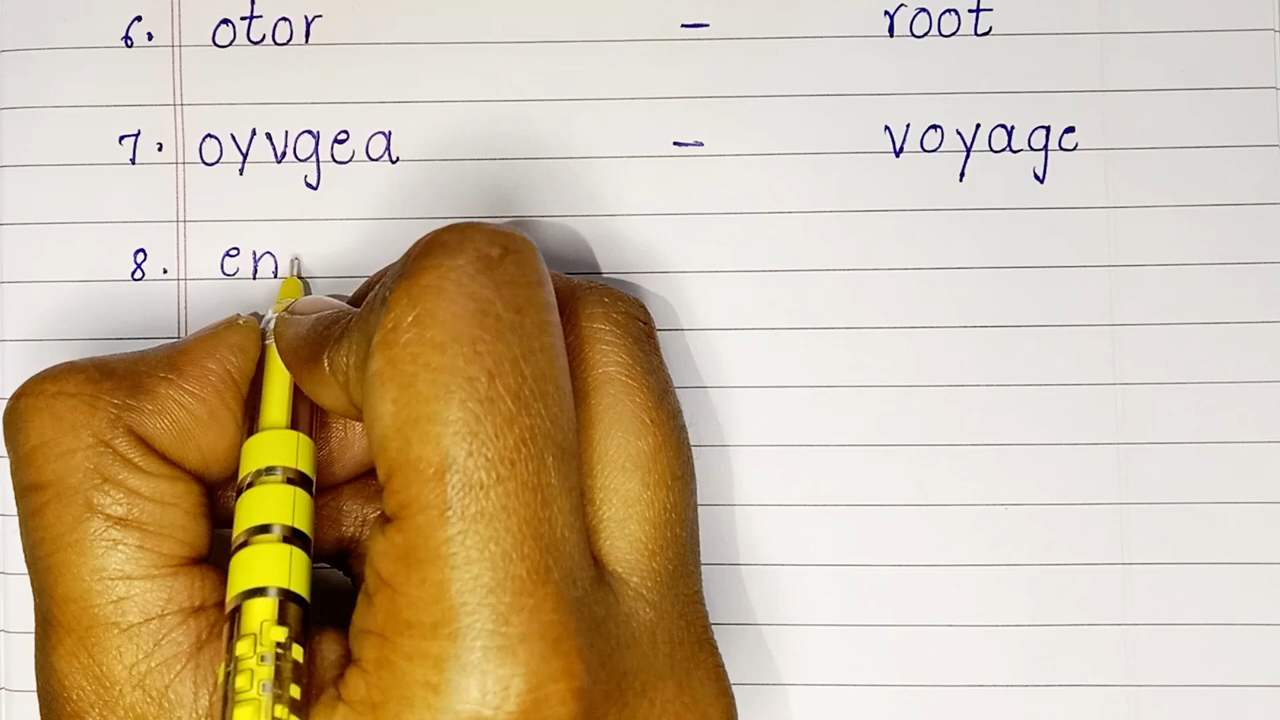 6. otor - root
7. oyvgea - voyage
8. en